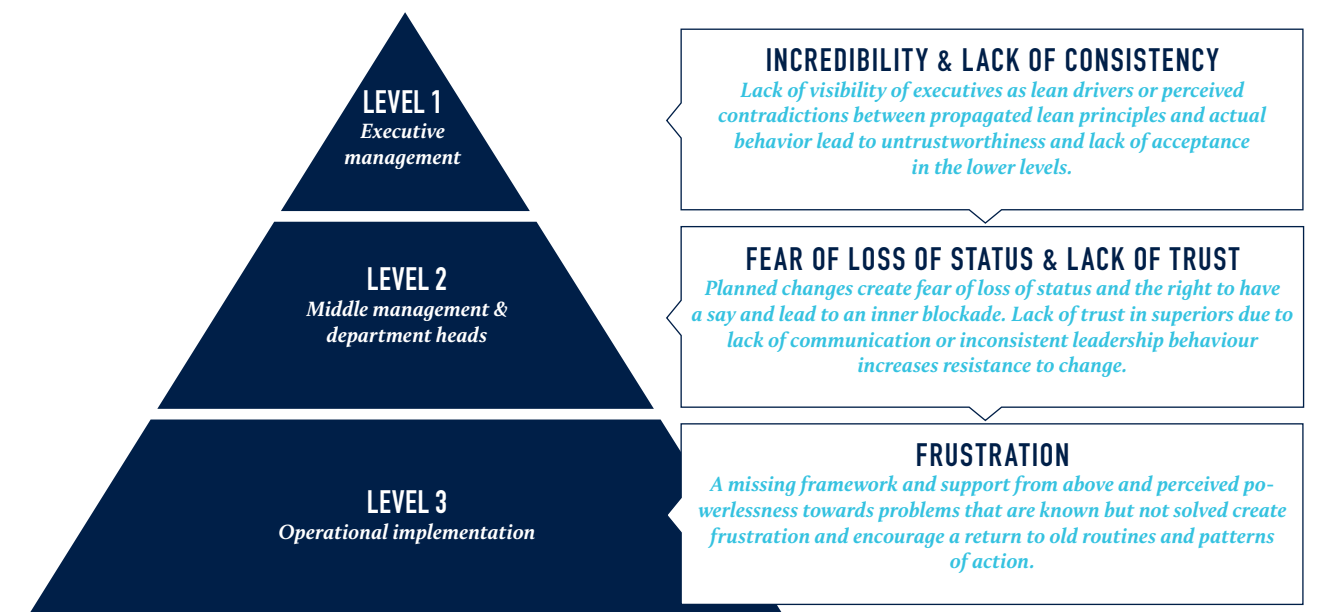 LEVEL 1
Executive
management
INCREDIBILITY & LACK OF CONSISTENCY
Lack of visibility of executives as lean drivers or perceived
contradictions between propagated lean principles and actual
behavior lead to untrustworthiness and lack of acceptance
in the lower levels.
LEVEL 2
Middle management &
department heads
FEAR OF LOSS OF STATUS & LACK OF TRUST
Planned changes create fear of loss of status and the right to have
a say and lead to an inner blockade. Lack of trust in superiors due to
lack of communication or inconsistent leadership behaviour
increases resistance to change.
LEVEL 3
Operational implementation
FRUSTRATION
A missing framework and support from above and perceived po-
werlessness towards problems that are known but not solved create
frustration and encourage a return to old routines and patterns
of action.